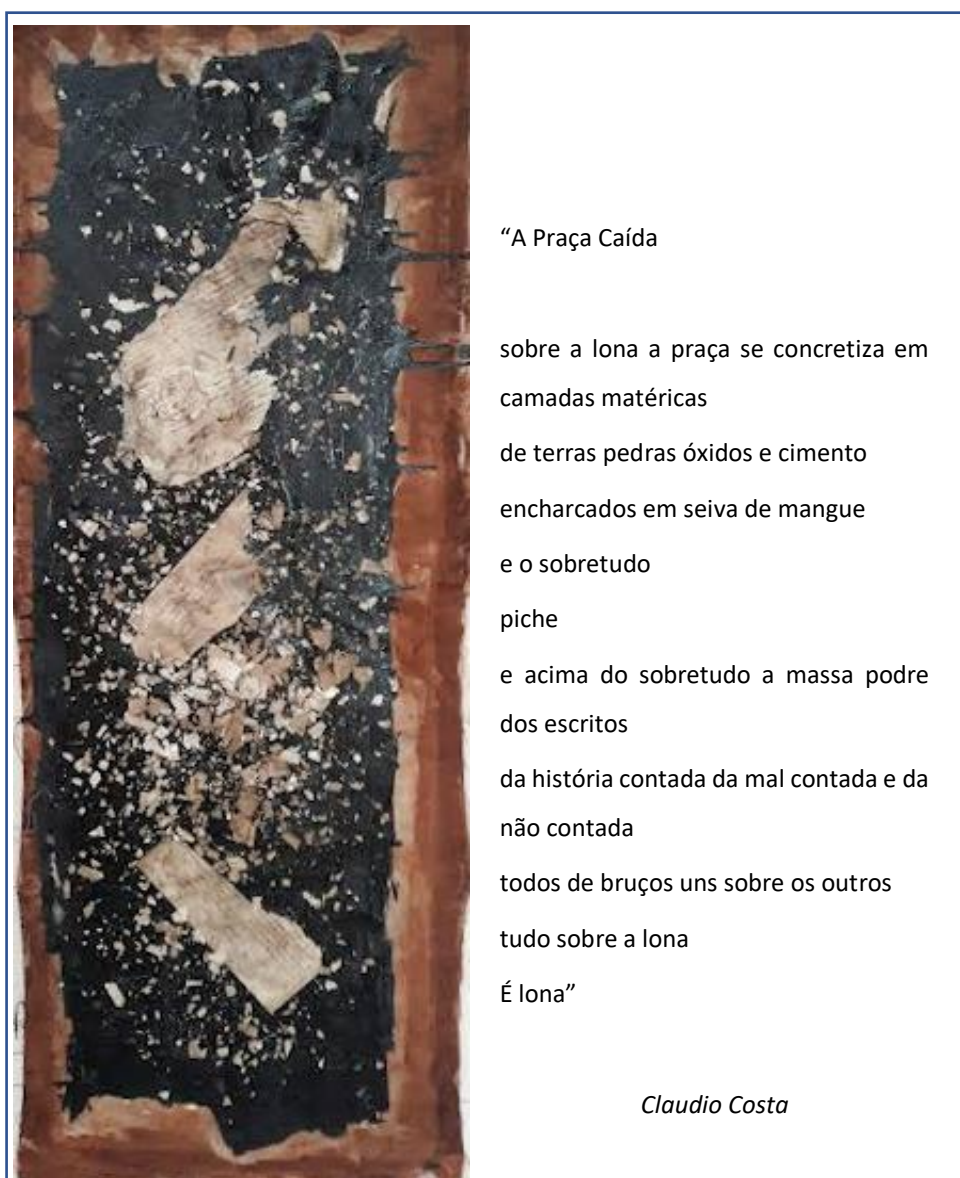 “A Praça Caída
sobre a lona a praça se concretiza em
camadas matéricas
de terras pedras óxidos e cimento
encharcados em seiva de mangue
e o sobretudo
piche
e acima do sobretudo a massa podre
dos escritos
da história contada da mal contada e da
não contada
todos de bruços uns sobre os outros
tudo sobre a lona
É lona”
Claudio Costa